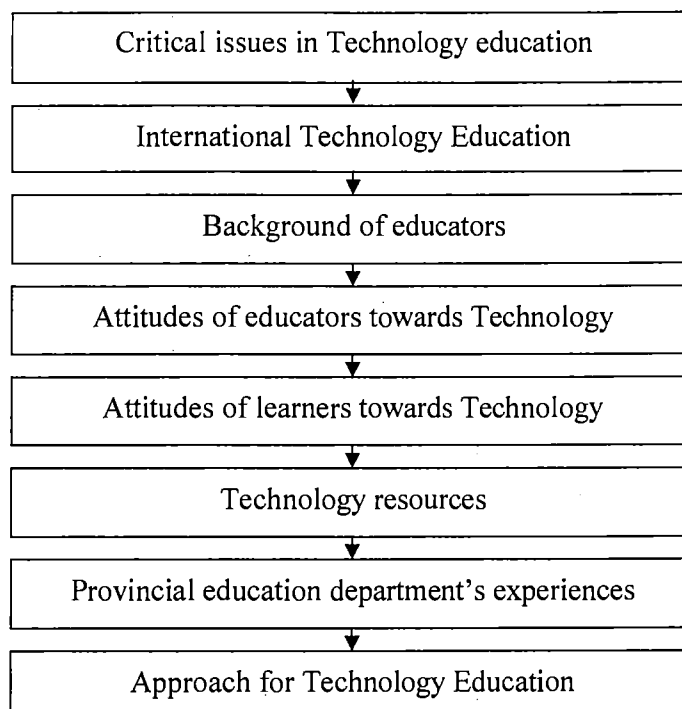 Critical issues in Technology education
International Technology Education
Background of educators
Attitudes of educators towards Technology
Attitudes of learners towards Technology
Technology resources
Provincial education department's experiences
Approach for Technology Education